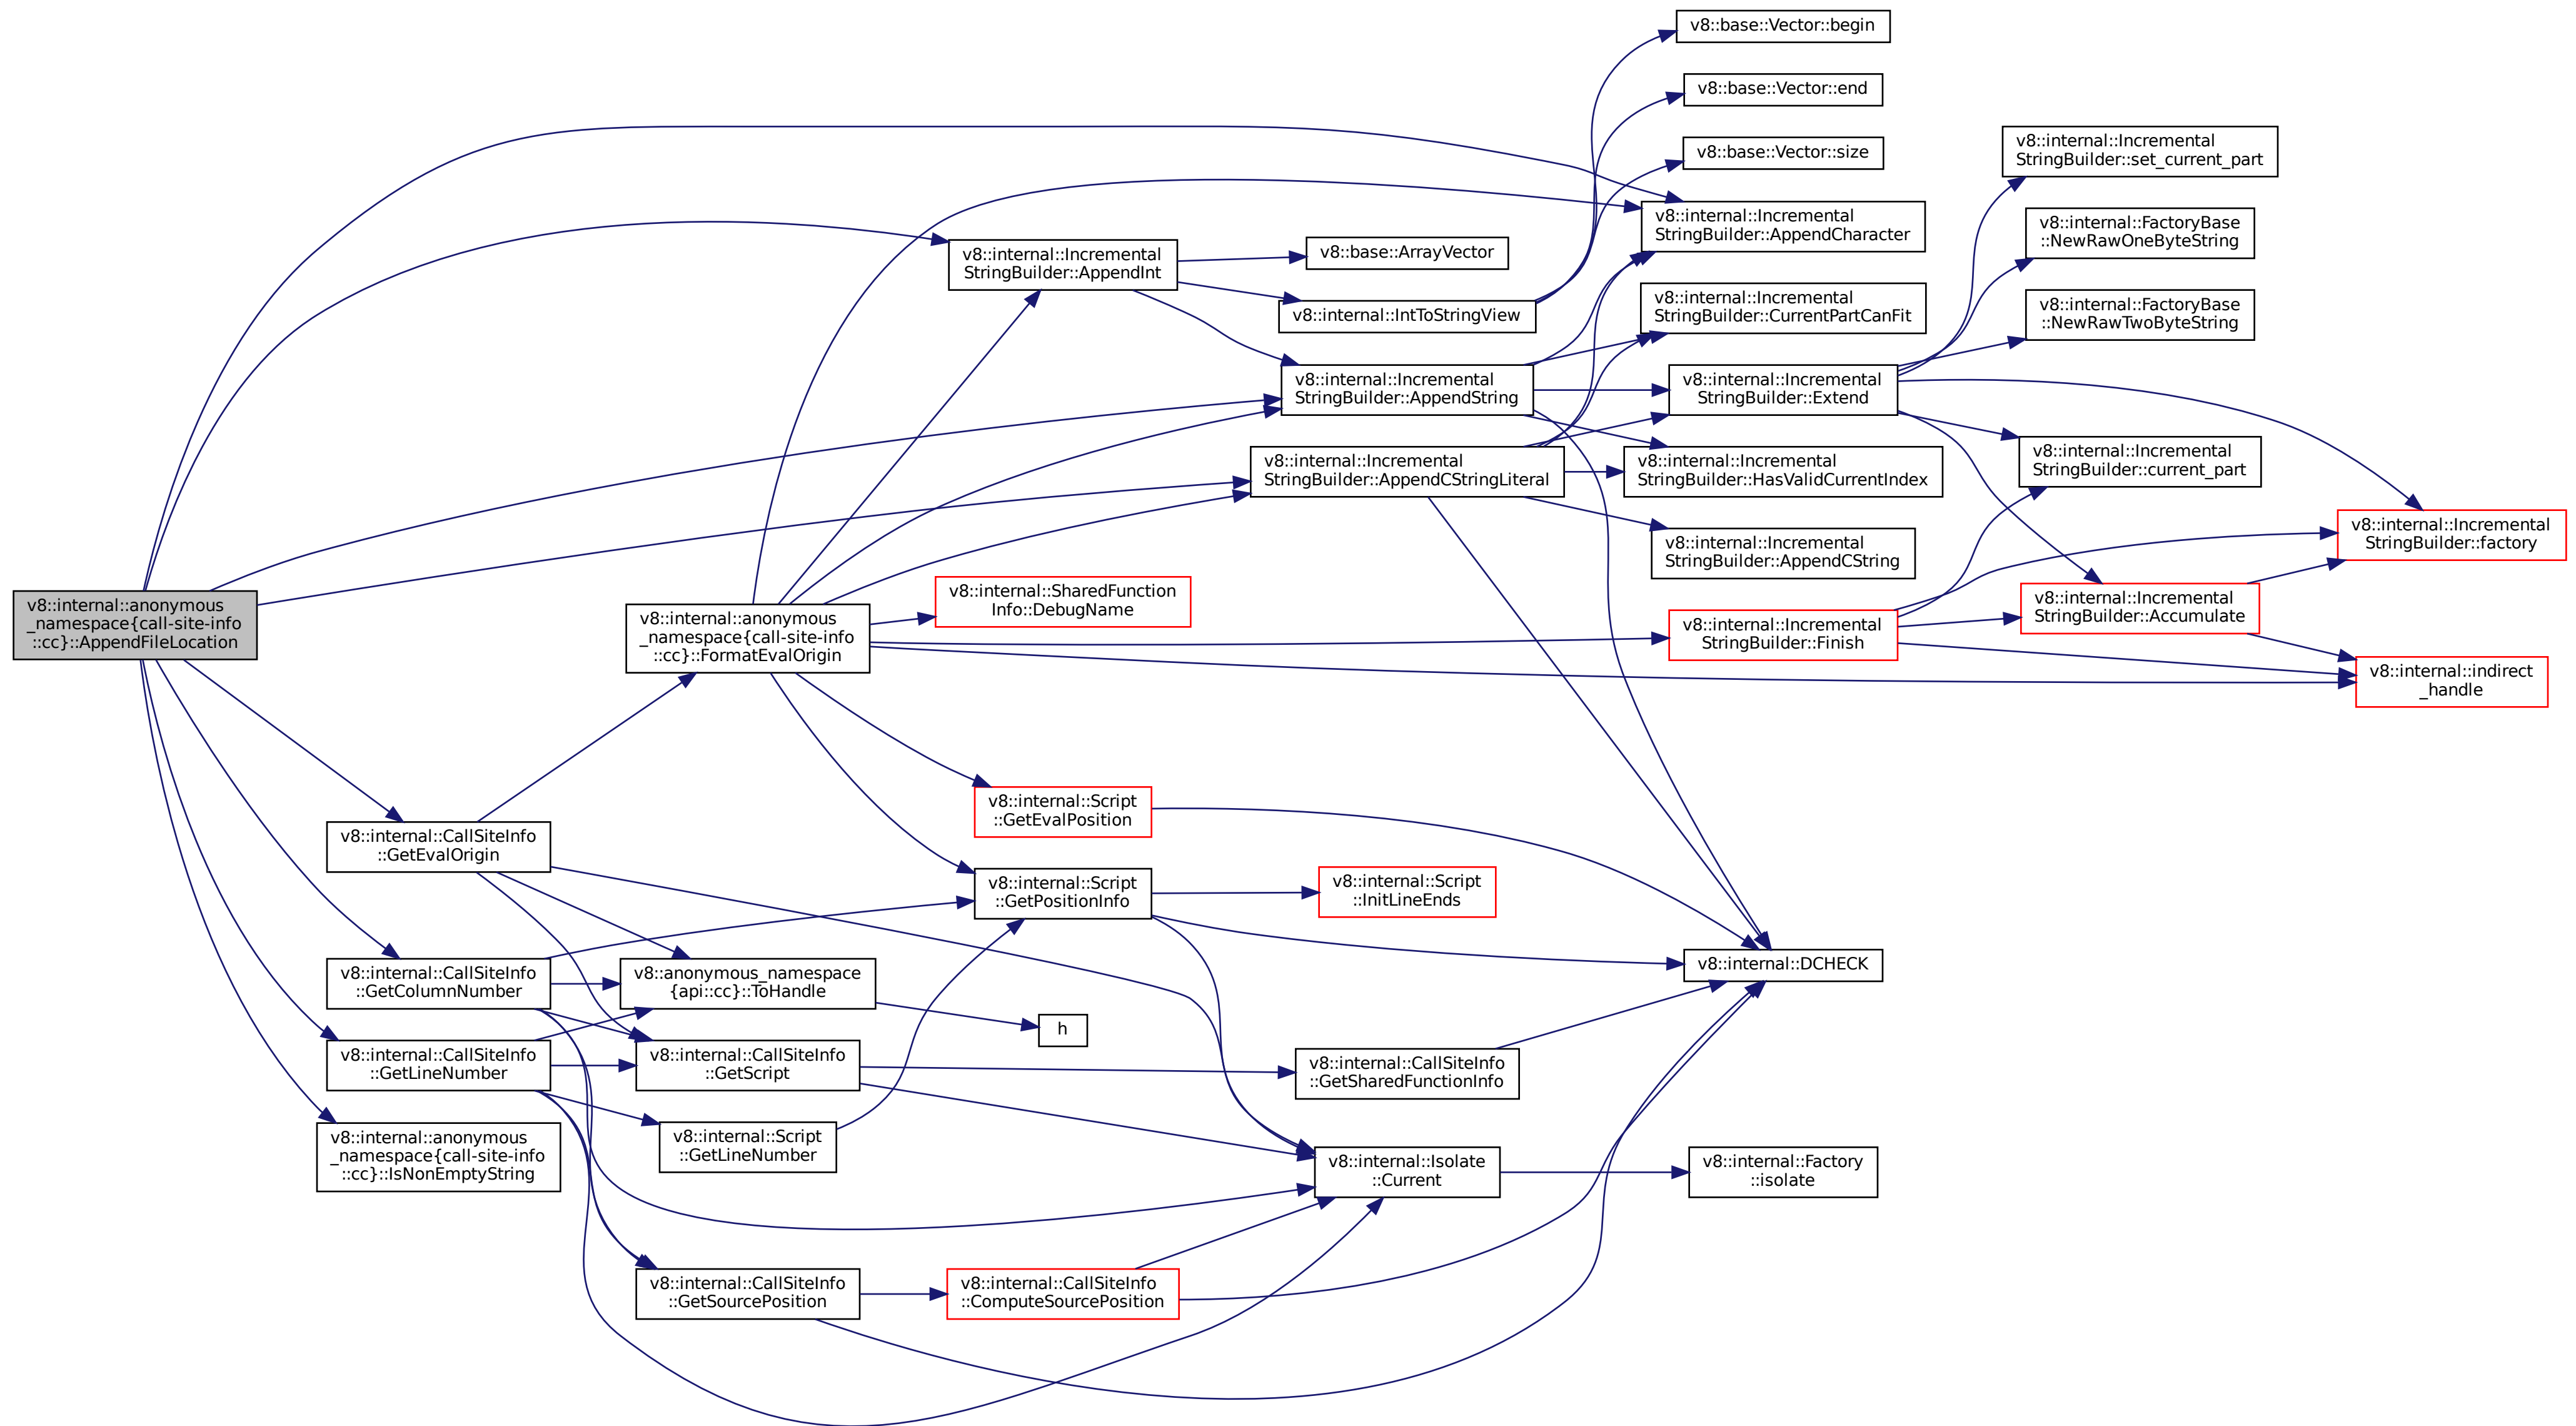 v8::internal::anonymous
_namespace{call-site-info
::cc}::AppendFileLocation
v8::internal::CallSiteInfo
::GetEvalOrigin
v8::internal::CallSiteInfo
::GetColumnNumber
v8::internal::CallSiteInfo
::GetLineNumber
v8::internal::anonymous
_namespace{call-site-info
::cc}::IsNonEmptyString
v8::internal::anonymous
_namespace{call-site-info
::cc}::FormatEvalOrigin
v8::anonymous_namespace
{api::cc}::ToHandle
v8::internal::CallSiteInfo
::GetScript
v8::internal::Script
::GetLineNumber
v8::internal::CallSiteInfo
::GetSourcePosition
v8::internal::Incremental
StringBuilder::AppendInt
v8::internal::SharedFunction
Info::DebugName
v8::internal::Script
::GetEvalPosition
v8::internal::Script
::GetPositionInfo
h
v8::internal::CallSiteInfo
::ComputeSourcePosition
v8::base::ArrayVector
v8::internal::IntToStringView
v8::internal::Incremental
StringBuilder::AppendString
v8::internal::Incremental
StringBuilder::AppendCStringLiteral
v8::internal::Script
::InitLineEnds
v8::internal::CallSiteInfo
::GetSharedFunctionInfo
v8::internal::Isolate
::Current
v8::base::Vector::begin
v8::base::Vector::end
v8::base::Vector::size
v8::internal::Incremental
StringBuilder::AppendCharacter
v8::internal::Incremental
StringBuilder::CurrentPartCanFit
v8::internal::Incremental
StringBuilder::Extend
v8::internal::Incremental
StringBuilder::HasValidCurrentIndex
v8::internal::Incremental
StringBuilder::AppendCString
v8::internal::Incremental
StringBuilder::Finish
v8::internal::DCHECK
v8::internal::Factory
::isolate
v8::internal::Incremental
StringBuilder::set_current_part
v8::internal::FactoryBase
::NewRawOneByteString
v8::internal::FactoryBase
::NewRawTwoByteString
v8::internal::Incremental
StringBuilder::current_part
v8::internal::Incremental
StringBuilder::Accumulate
v8::internal::Incremental
StringBuilder::factory
v8::internal::indirect
_handle